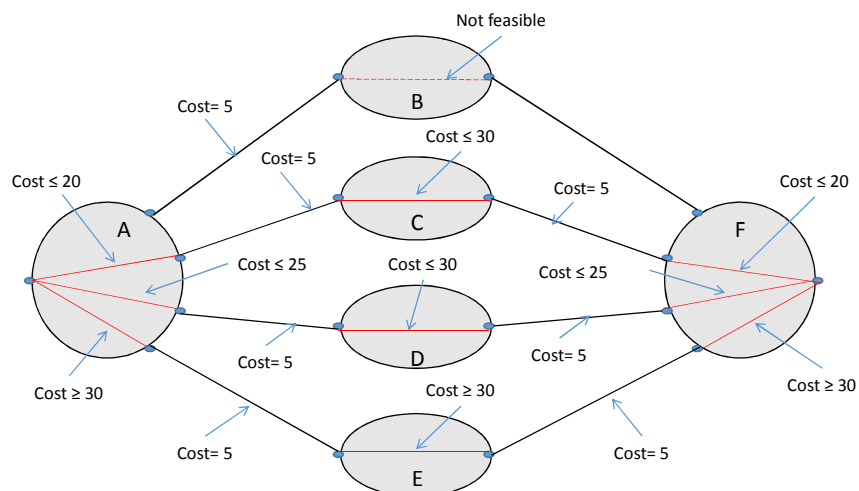 Not feasible
B
Cost= 5
Cost= 5
Cost ≤ 30
Cost ≤ 20
Cost= 5
Cost ≤ 20
A
C
F
Cost ≤ 25
Cost ≤ 30
Cost ≤ 25
D
Cost= 5
Cost= 5
Cost ≥ 30
Cost ≥ 30
Cost ≥ 30
Cost= 5
Cost= 5
E